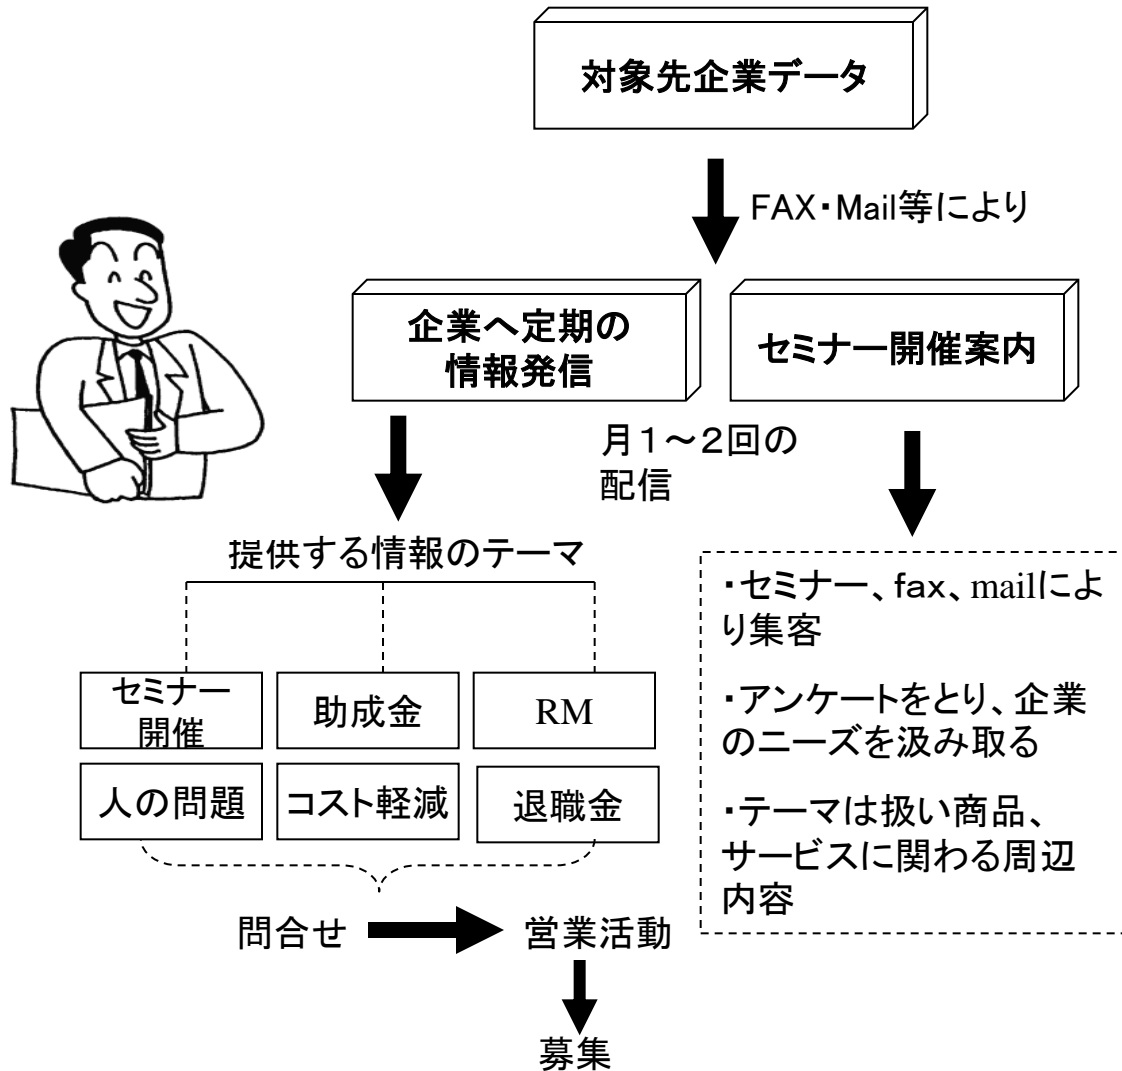 対象先企業データ
FAX・Mail等により
企業へ定期の
情報発信
セミナー開催案内
月１～２回の
配信
提供する情報のテーマ
セミナー
開催
助成金
RM
人の問題
コスト軽減
退職金
問合せ
営業活動
募集
・セミナー、fax、mailによ
り集客
・アンケートをとり、企業
のニーズを汲み取る
・テーマは扱い商品、
サービスに関わる周辺
内容